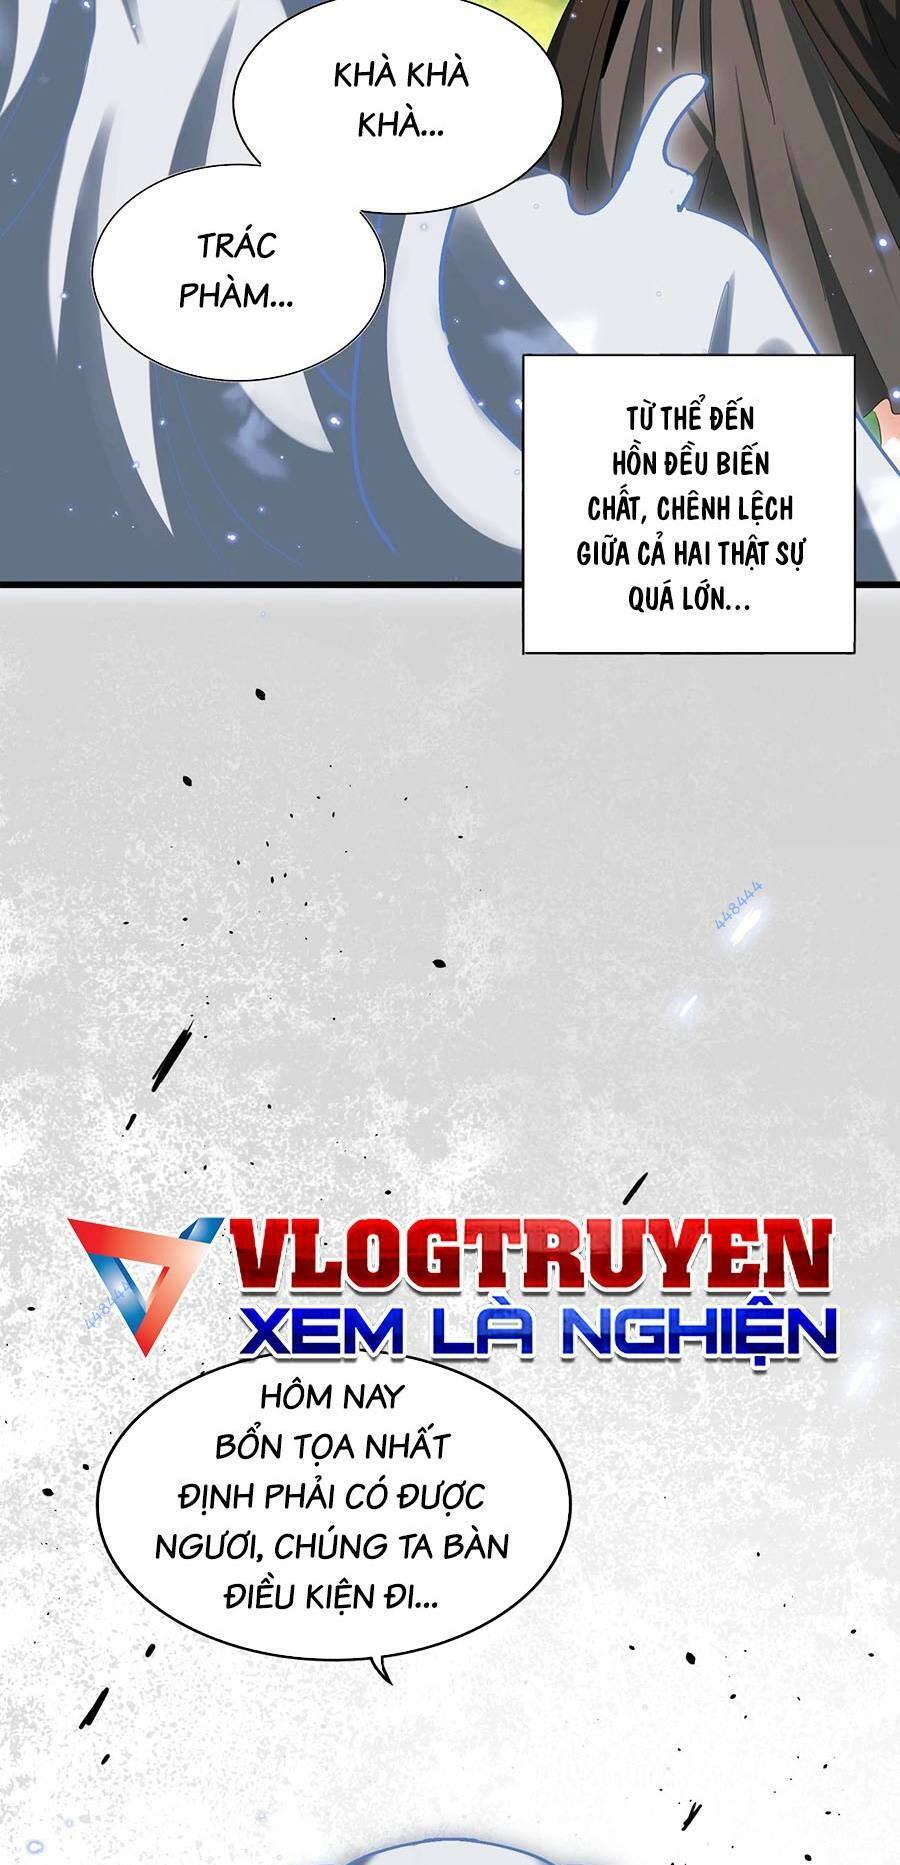 KHÀ KHÀ
KHÀ...
TRÁC
PHÀM...
TỪ THỂ ĐẾN
HỒN ĐỀU BIẾN
CHẤT, CHÊNH LỆCH
GIỮA CẢ HAI THẬT SỰ
QUÁ LỚN...
448444
VLOGTRUYEN
XEM LÀ NGHIỆN
448444
HÔM NAY
BỔN TỌA NHẤT
ĐỊNH PHẢI CÓ ĐƯỢC
NGƯƠI, CHÚNG TA BÀN
ĐIỀU KIỆN ĐI...